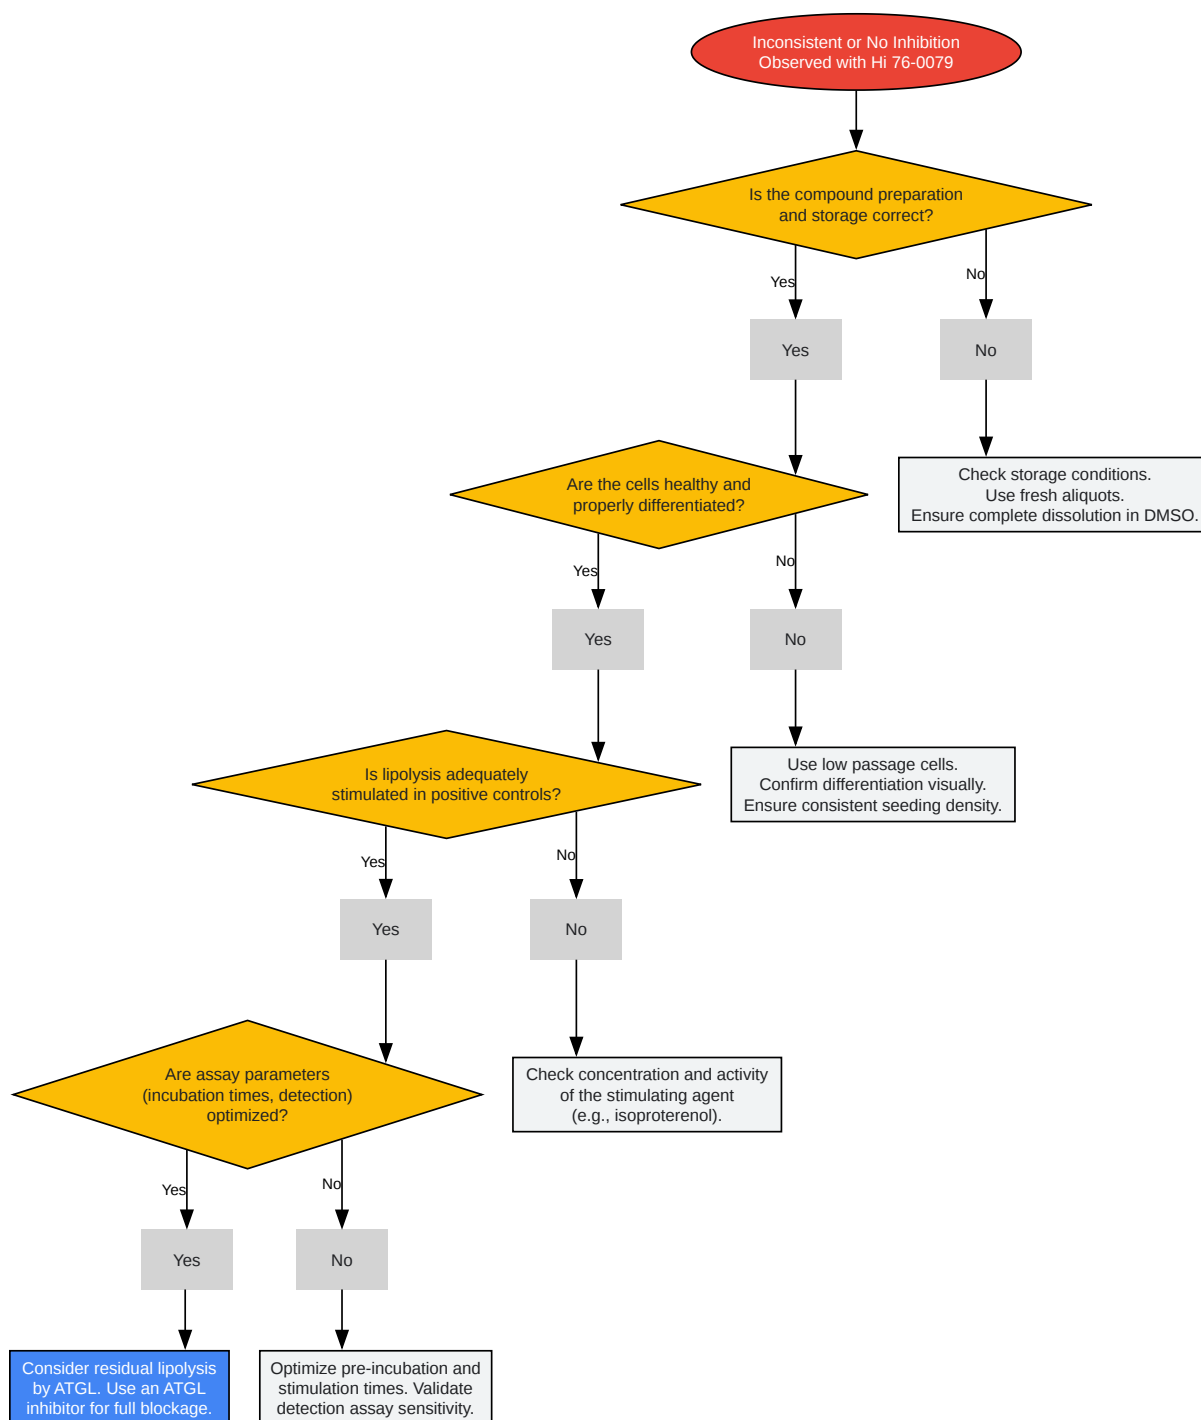 Inconsistent or No Inhibition
Observed with Hi 76-0079
Is the compound preparation
and storage correct?
Yes
No
Yes
No
Are the cells healthy and
properly differentiated?
Check storage conditions.
Use fresh aliquots.
Ensure complete dissolution in DMSO.
Yes
No
Yes
No
Is lipolysis adequately
stimulated in positive controls?
Use low passage cells.
Confirm differentiation visually.
Ensure consistent seeding density.
Yes
No
Yes
No
Are assay parameters
(incubation times, detection)
optimized?
Check concentration and activity
of the stimulating agent
(e.g., isoproterenol).
Yes
No
Yes
No
Consider residual lipolysis
by ATGL. Use an ATGL
inhibitor for full blockage.
Optimize pre-incubation and
stimulation times. Validate
detection assay sensitivity.